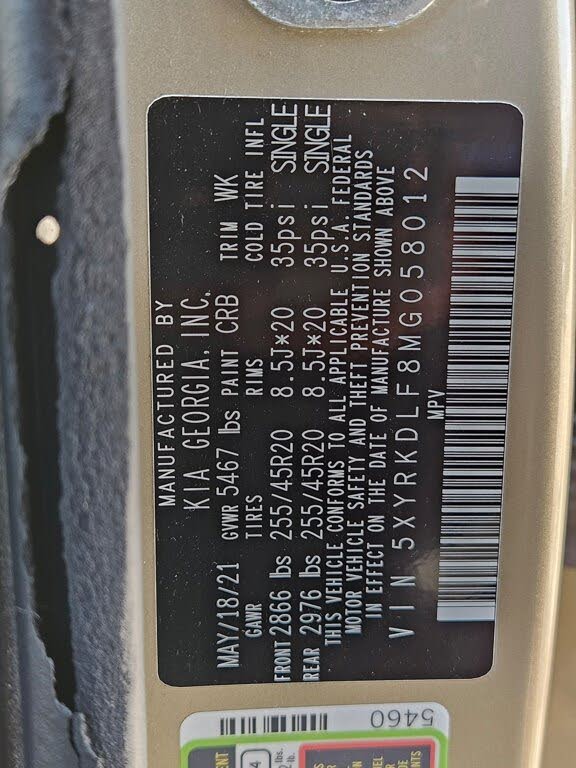 MANUFACTURED BY
KIA GEORGIA, INC.
MAY/18/21 GVWR 5467 lbs PAINT CRB TRIM WK
GAWR TIRES RIMS COLD TIRE INFL
FRONT 2866 lbs 255/45R20 8.5J*20 35psi SINGLE
REAR 2976 lbs 255/45R20 8.5J*20 35psi SINGLE
THIS VEHICLE CONFORMS TO ALL APPLICABLE U.S.A. FEDERAL
MOTOR VEHICLE SAFETY AND THEFT PREVENTION STANDARDS
IN EFFECT ON THE DATE OF MANUFACTURE SHOWN ABOVE
VIN 5XYRKDLF8MG058012
MPV
5460